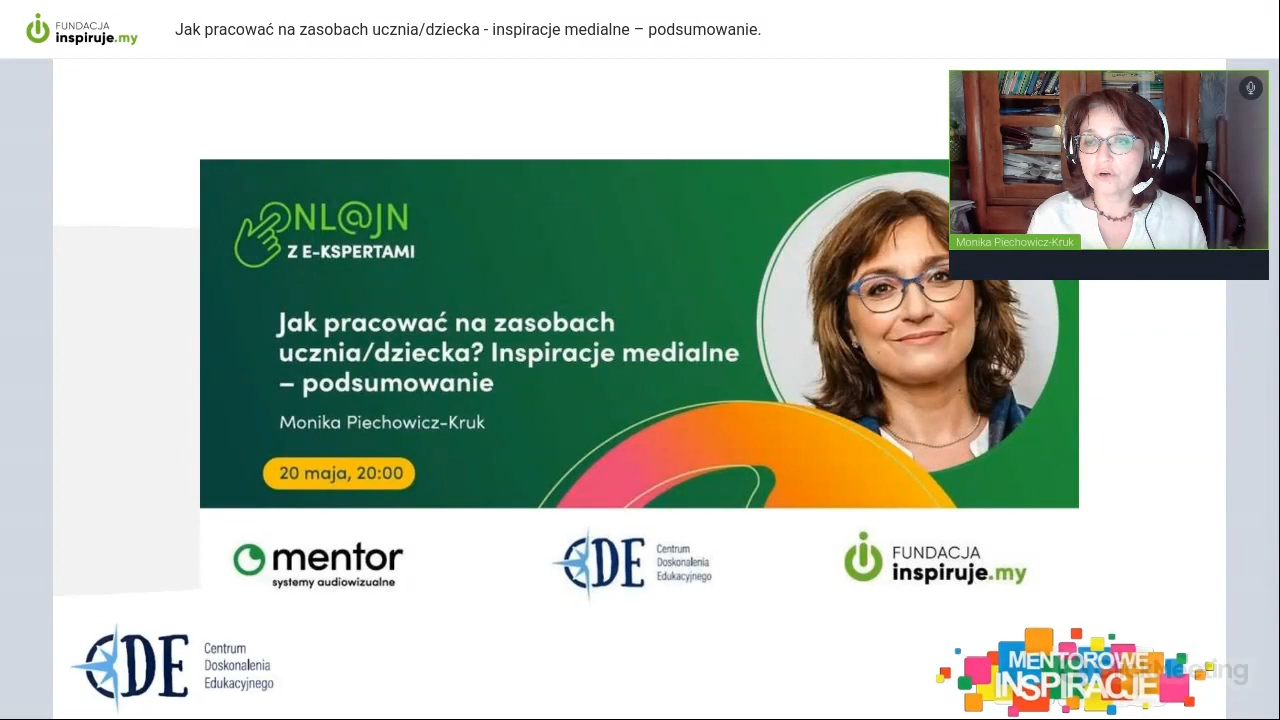 FUNDACJA
inspiruje.my
Jak pracować na zasobach ucznia/dziecka - inspiracje medialne – podsumowanie.
Monika Piechowicz-Kruk
ONL@JN
Z E-KSPERTAMI
Jak pracować na zasobach
ucznia/dziecka? Inspiracje medialne
– podsumowanie
Monika Piechowicz-Kruk
20 maja, 20:00
mentor
systemy audiowizualne
CDE
Centrum
Doskonalenia
Edukacyjnego
FUNDACJA
inspiruje.my
CDE
Centrum
Doskonalenia
Edukacyjnego
MENTOROWE
INSPIRACJE